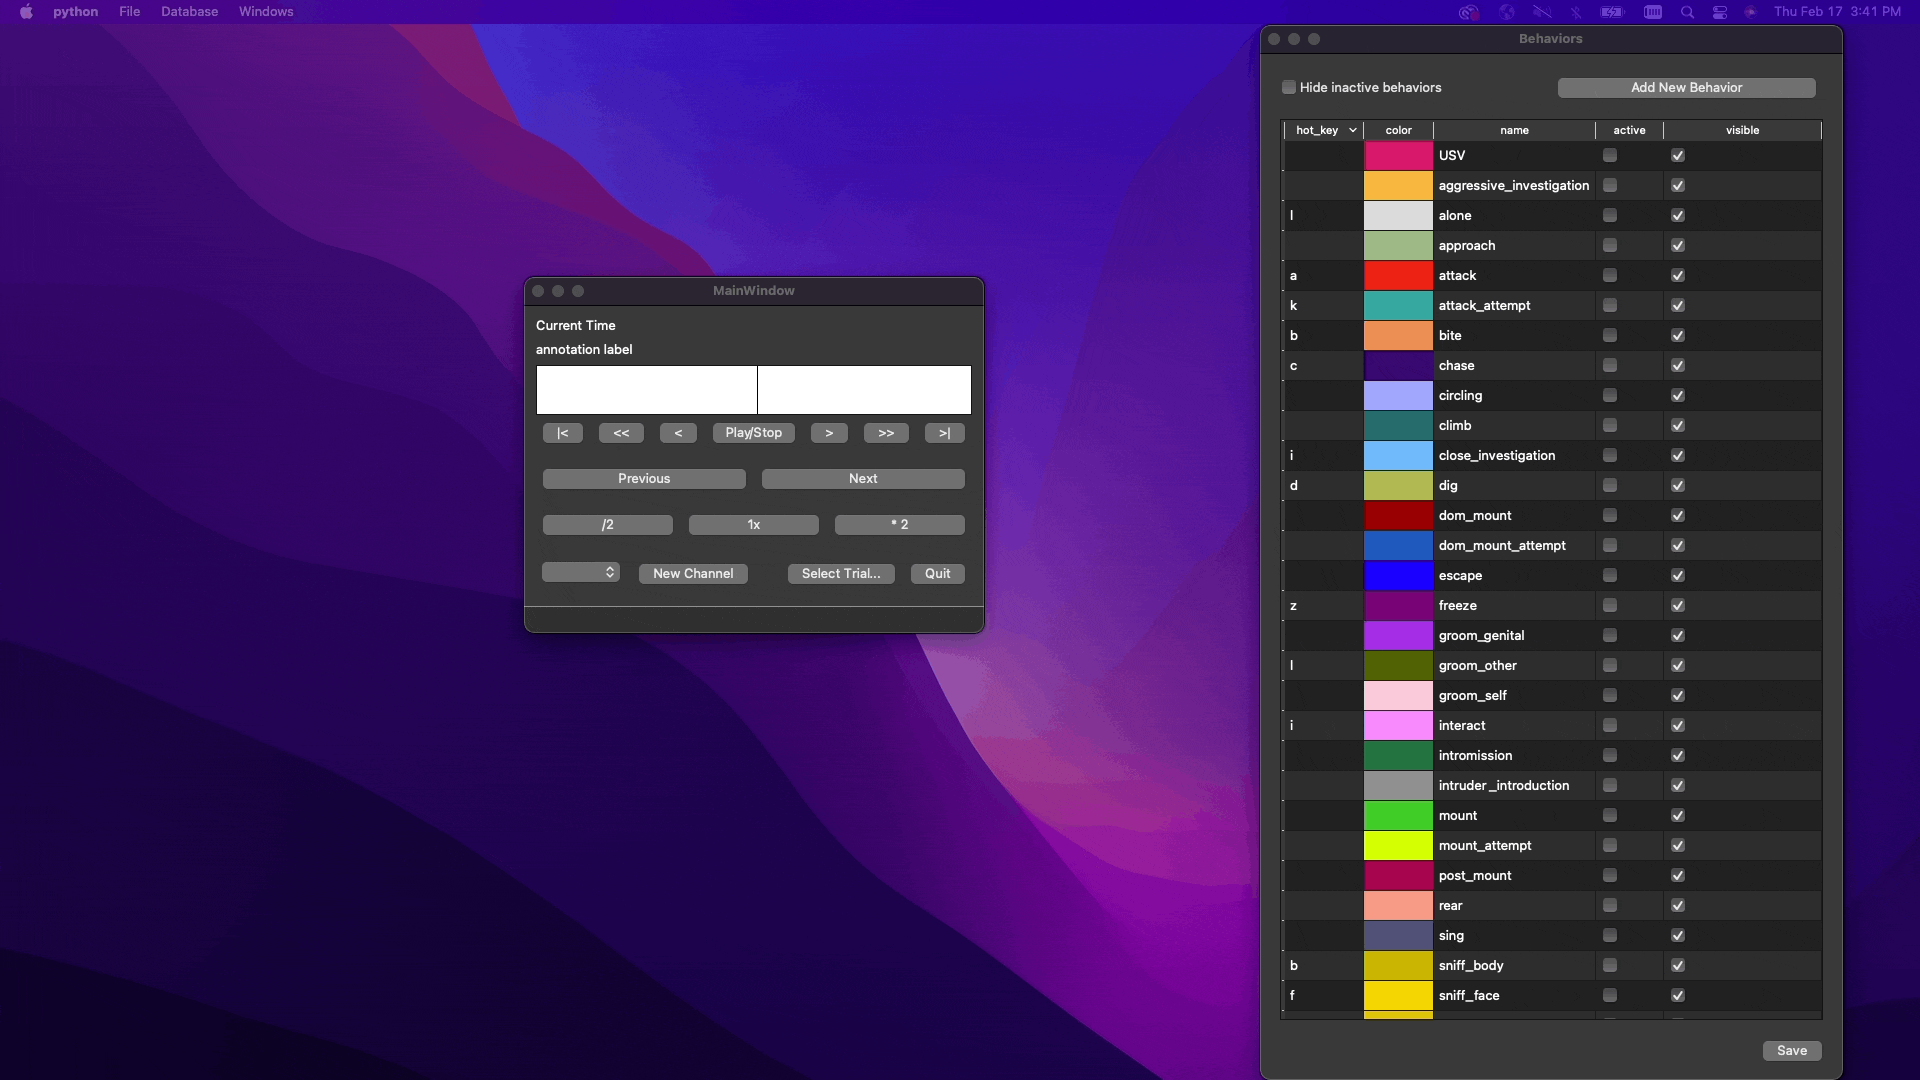 python File Database Windows
Thu Feb 17 3:41 PM
MainWindow
Current Time
annotation label
|< << < Play/Stop > >> >|
Previous Next
/2 1x * 2
New Channel Select Trial... Quit
Behaviors
Hide inactive behaviors Add New Behavior
hot_key color name active visible
USV
aggressive_investigation
l alone
approach
a attack
k attack_attempt
b bite
c chase
circling
climb
i close_investigation
d dig
dom_mount
dom_mount_attempt
escape
z freeze
groom_genital
l groom_other
groom_self
i interact
intromission
intruder_introduction
mount
mount_attempt
post_mount
rear
sing
b sniff_body
f sniff_face
Save